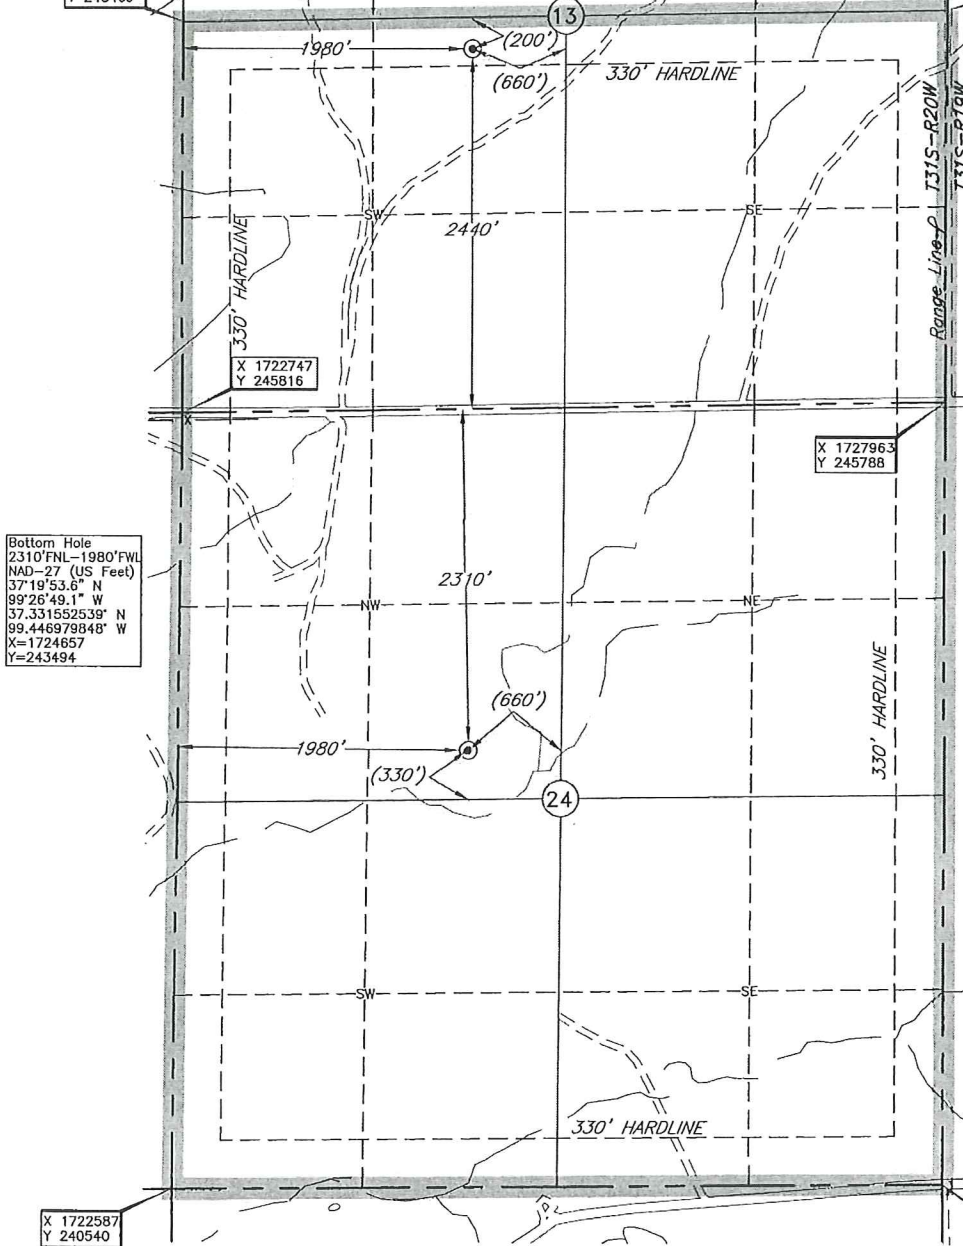 13
1980'
(200')
(660')
330' HARDLINE
T31S-R20W
T31S-R19W
SW
SE
2440'
330' HARDLINE
Range Line
X 1722747
Y 245816
X
X 1727963
Y 245788
Bottom Hole
2310'FNL-1980'FWL
NAD-27 (US Feet)
37°19'53.6" N
99°26'49.1" W
37.331552539° N
99.446979848° W
X=1724657
Y=243494
2310'
NW
NE
330' HARDLINE
(660')
1980'
(330')
24
SW
SE
330' HARDLINE
X 1722587
Y 240540